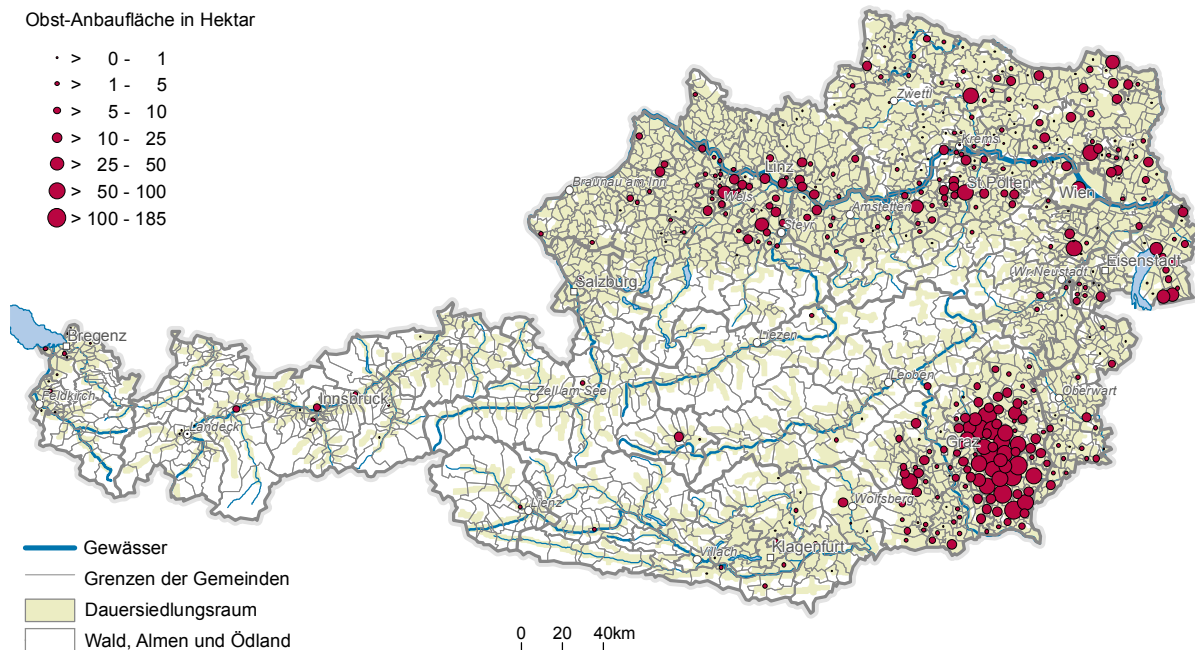 Obst-Anbaufläche in Hektar
> 0 - 1
> 1 - 5
> 5 - 10
> 10 - 25
> 25 - 50
> 50 - 100
> 100 - 185
Zwettl
Krems
Linz
Braunau am Inn
Wels
St.Pölten
Wien
Amstetten
Steyr
Eisenstadt
Wr.Neustadt
Salzburg
Bregenz
Liezen
Leoben
Zell am See
Innsbruck
Feldkirch
Oberwart
Landeck
Graz
Wolfsberg
Lienz
Klagenfurt
Villach
Gewässer
Grenzen der Gemeinden
Dauersiedlungsraum
Wald, Almen und Ödland
0 20 40km